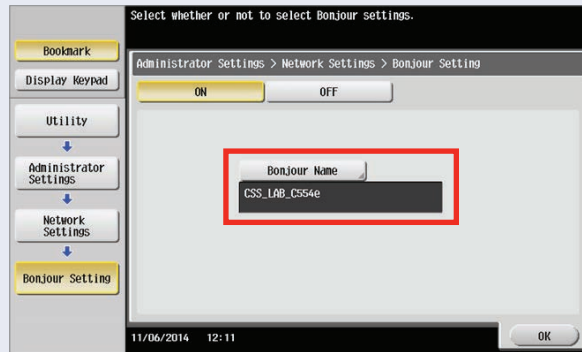 Select whether or not to select Bonjour settings.
Bookmark
Display Keypad
Utility
Administrator
Settings
Network
Settings
Bonjour Setting
Administrator Settings > Network Settings > Bonjour Setting
ON OFF
Bonjour Name
CSS_LAB_C554e
11/06/2014 12:11
OK